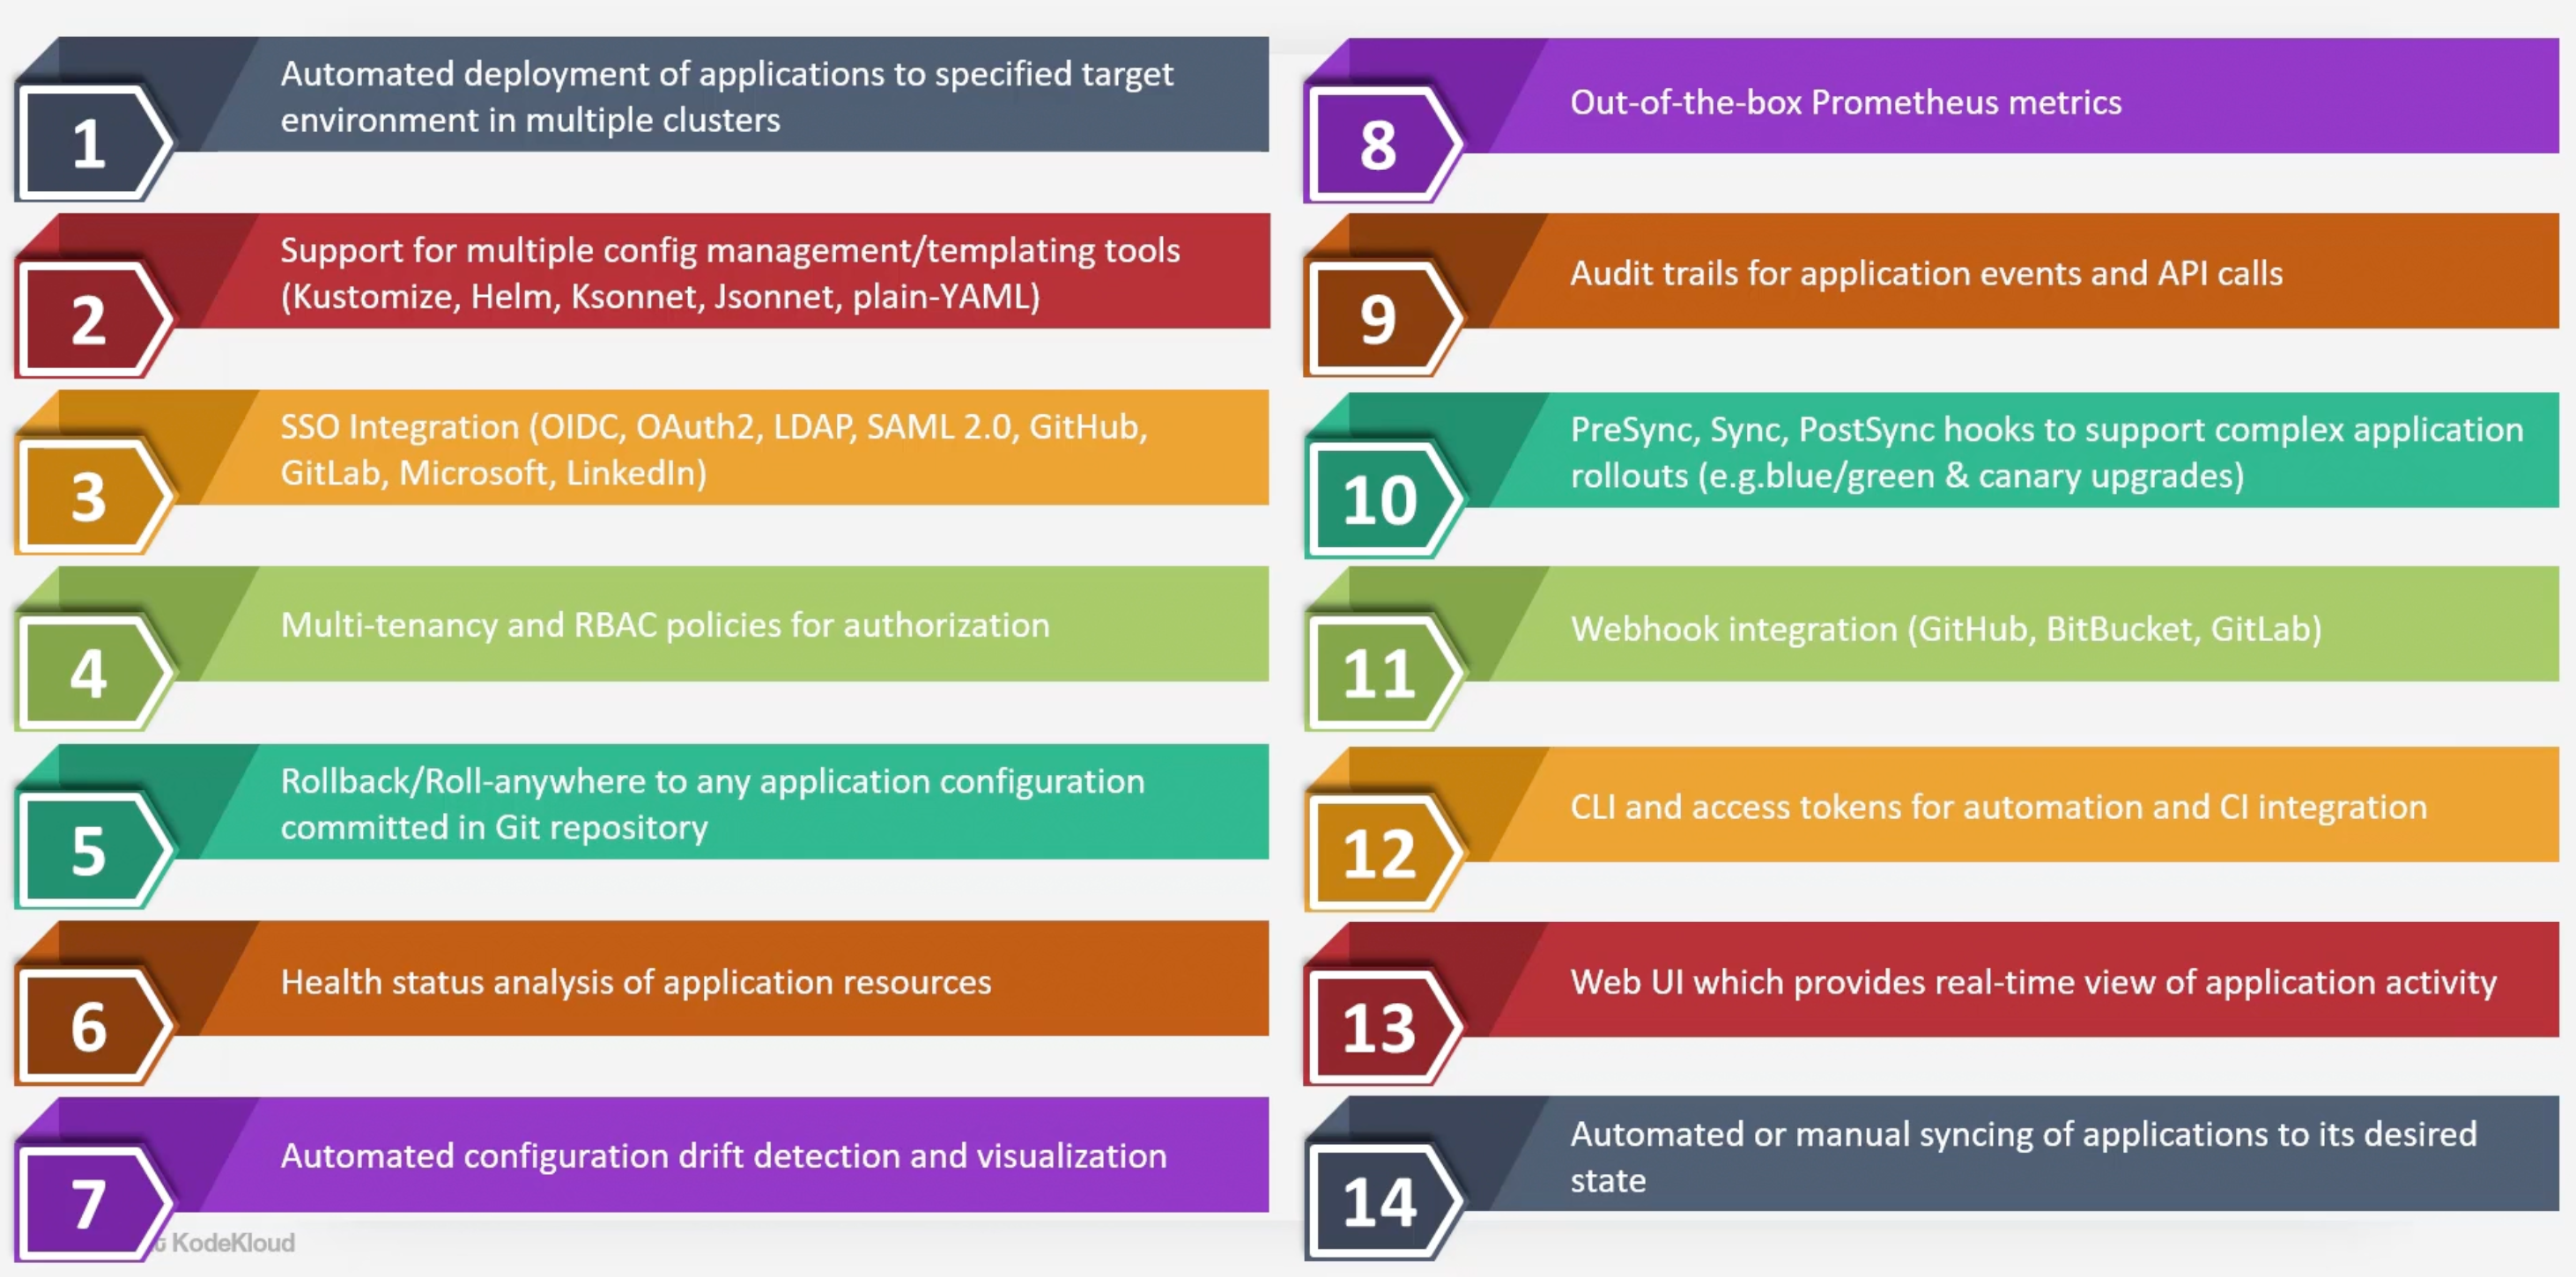 1
Automated deployment of applications to specified target
environment in multiple clusters
2
Support for multiple config management/templating tools
(Kustomize, Helm, Ksonnet, Jsonnet, plain-YAML)
3
SSO Integration (OIDC, OAuth2, LDAP, SAML 2.0, GitHub,
GitLab, Microsoft, LinkedIn)
4
Multi-tenancy and RBAC policies for authorization
5
Rollback/Roll-anywhere to any application configuration
committed in Git repository
6
Health status analysis of application resources
7
Automated configuration drift detection and visualization
KodeKloud
8
Out-of-the-box Prometheus metrics
9
Audit trails for application events and API calls
10
PreSync, Sync, PostSync hooks to support complex application
rollouts (e.g.blue/green & canary upgrades)
11
Webhook integration (GitHub, BitBucket, GitLab)
12
CLI and access tokens for automation and CI integration
13
Web UI which provides real-time view of application activity
14
Automated or manual syncing of applications to its desired
state